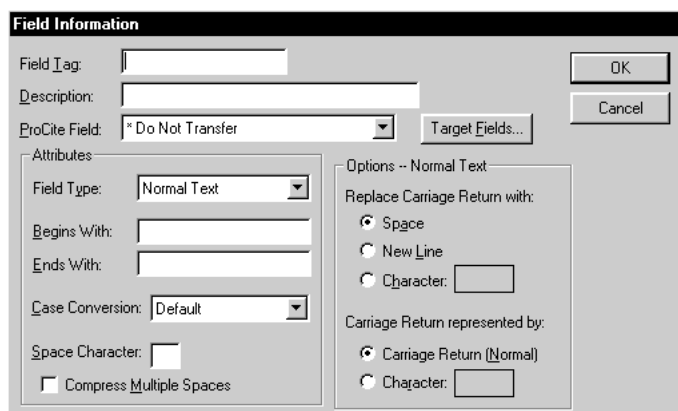 Field Information
Field Tag:
OK
Description:
Cancel
ProCite Field: * Do Not Transfer Target Fields...
Attributes
Field Type: Normal Text
Begins With:
Ends With:
Case Conversion: Default
Space Character:
Compress Multiple Spaces
Options -- Normal Text
Replace Carriage Return with:
Space
New Line
Character:
Carriage Return represented by:
Carriage Return (Normal)
Character: